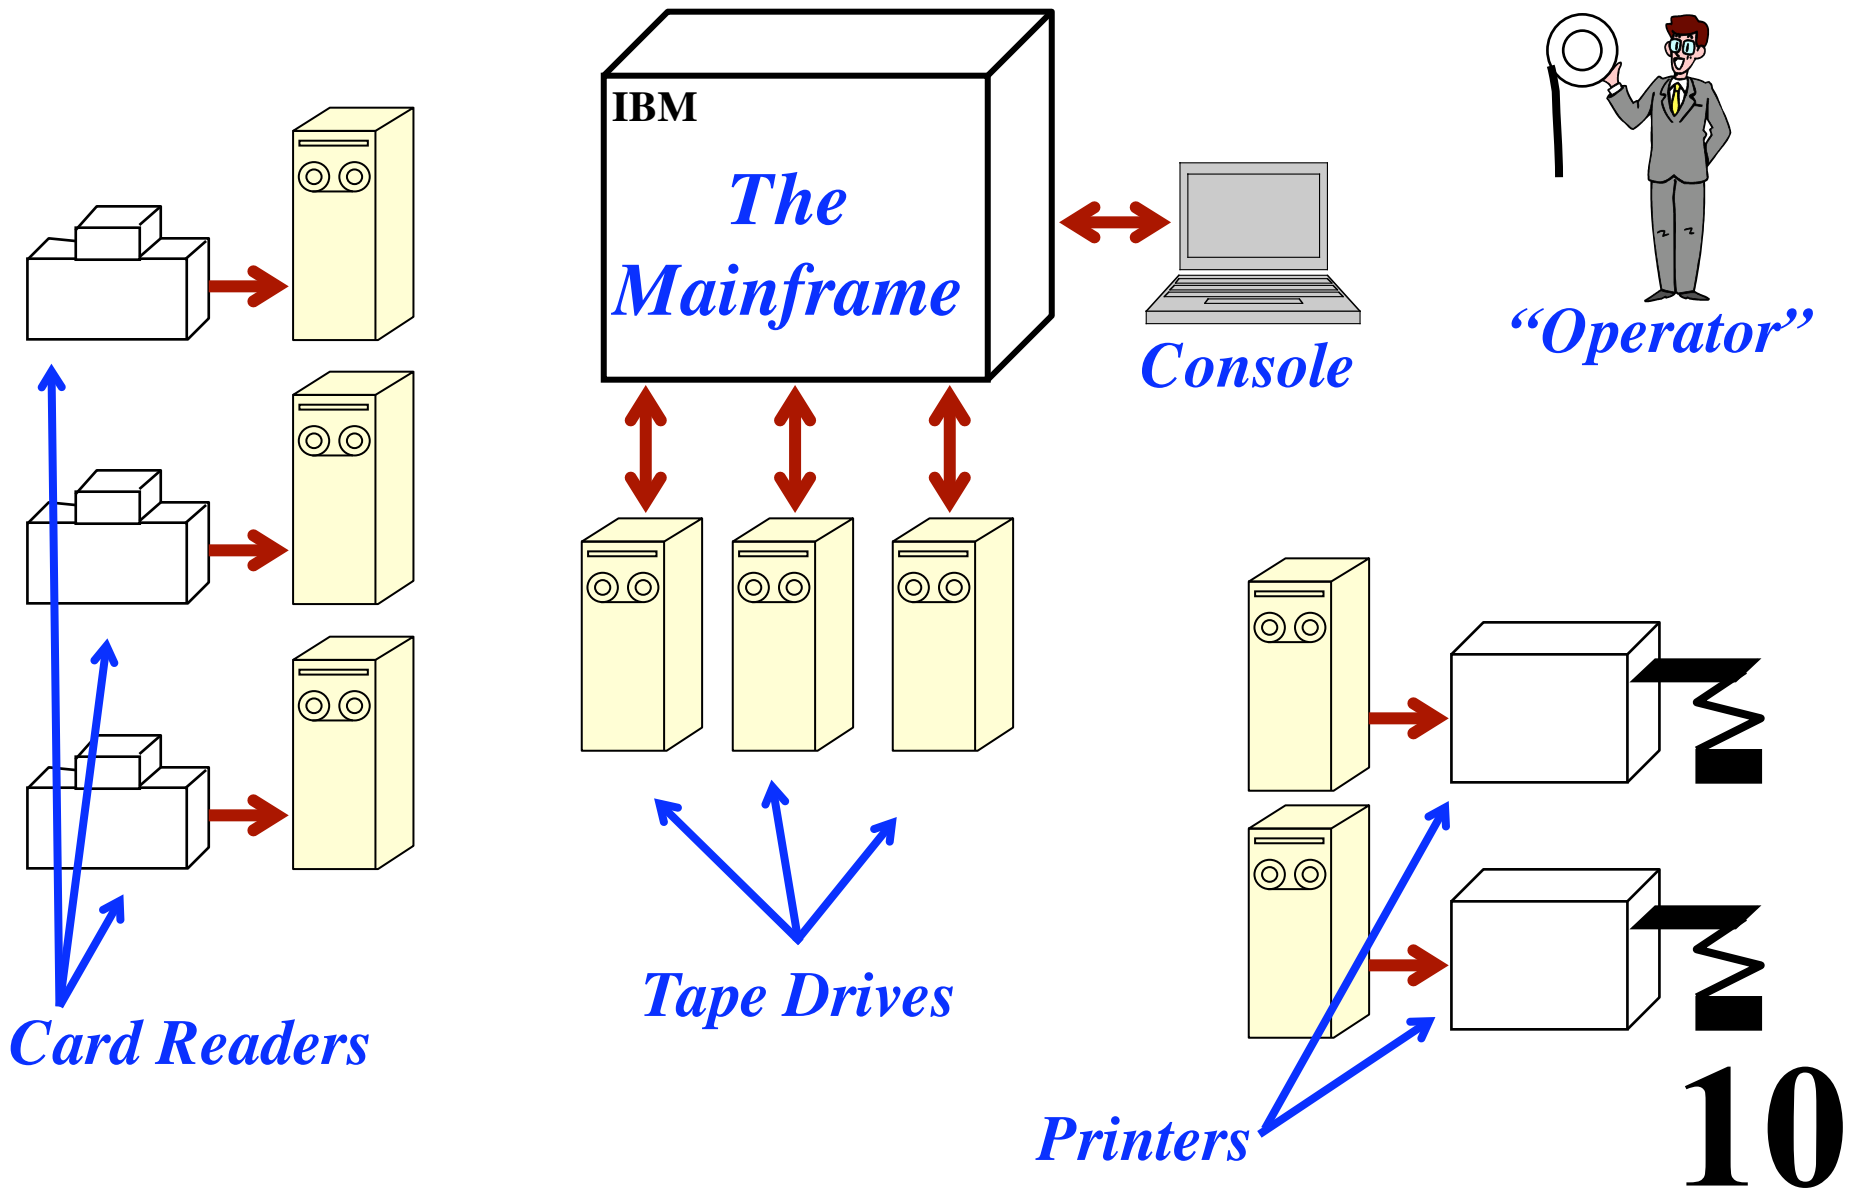 IBM
The
Mainframe
Console
“Operator”
Tape Drives
Card Readers
Printers
10